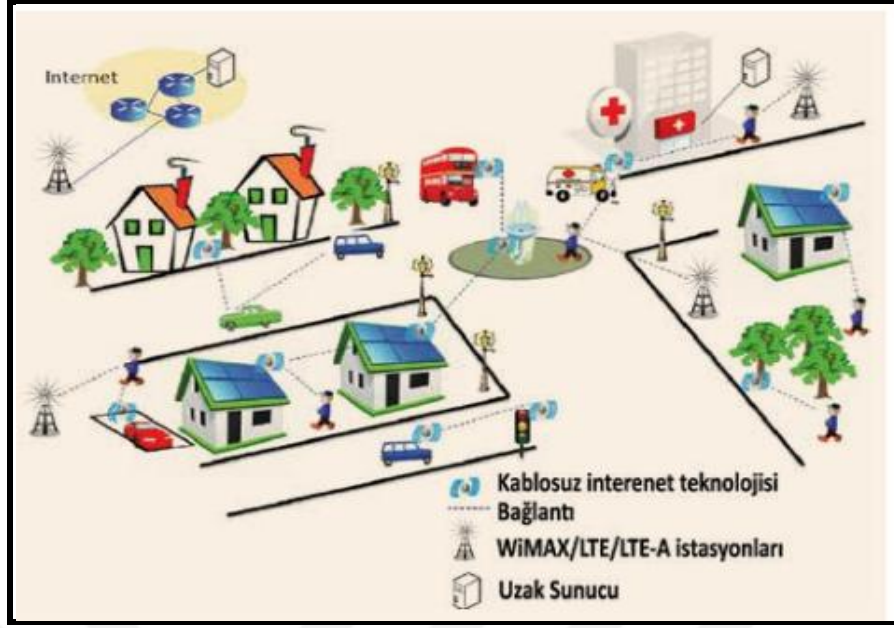 Internet
Kablosuz interenet teknolojisi
Bağlantı
WiMAX/LTE/LTE-A istasyonları
Uzak Sunucu